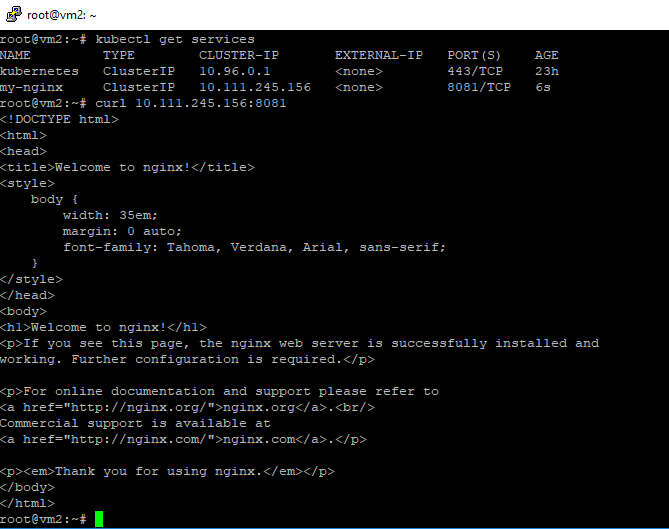 root@vm2: ~
root@vm2:~# kubectl get services
NAME         TYPE        CLUSTER-IP       EXTERNAL-IP   PORT(S)    AGE
kubernetes   ClusterIP   10.96.0.1        <none>        443/TCP    23h
my-nginx     ClusterIP   10.111.245.156   <none>        8081/TCP   6s
root@vm2:~# curl 10.111.245.156:8081
<!DOCTYPE html>
<html>
<head>
<title>Welcome to nginx!</title>
<style>
    body {
        width: 35em;
        margin: 0 auto;
        font-family: Tahoma, Verdana, Arial, sans-serif;
    }
</style>
</head>
<body>
<h1>Welcome to nginx!</h1>
<p>If you see this page, the nginx web server is successfully installed and
working. Further configuration is required.</p>

<p>For online documentation and support please refer to
<a href="http://nginx.org/">nginx.org</a>.<br/>
Commercial support is available at
<a href="http://nginx.com/">nginx.com</a>.</p>

<p><em>Thank you for using nginx.</em></p>
</body>
</html>
root@vm2:~#